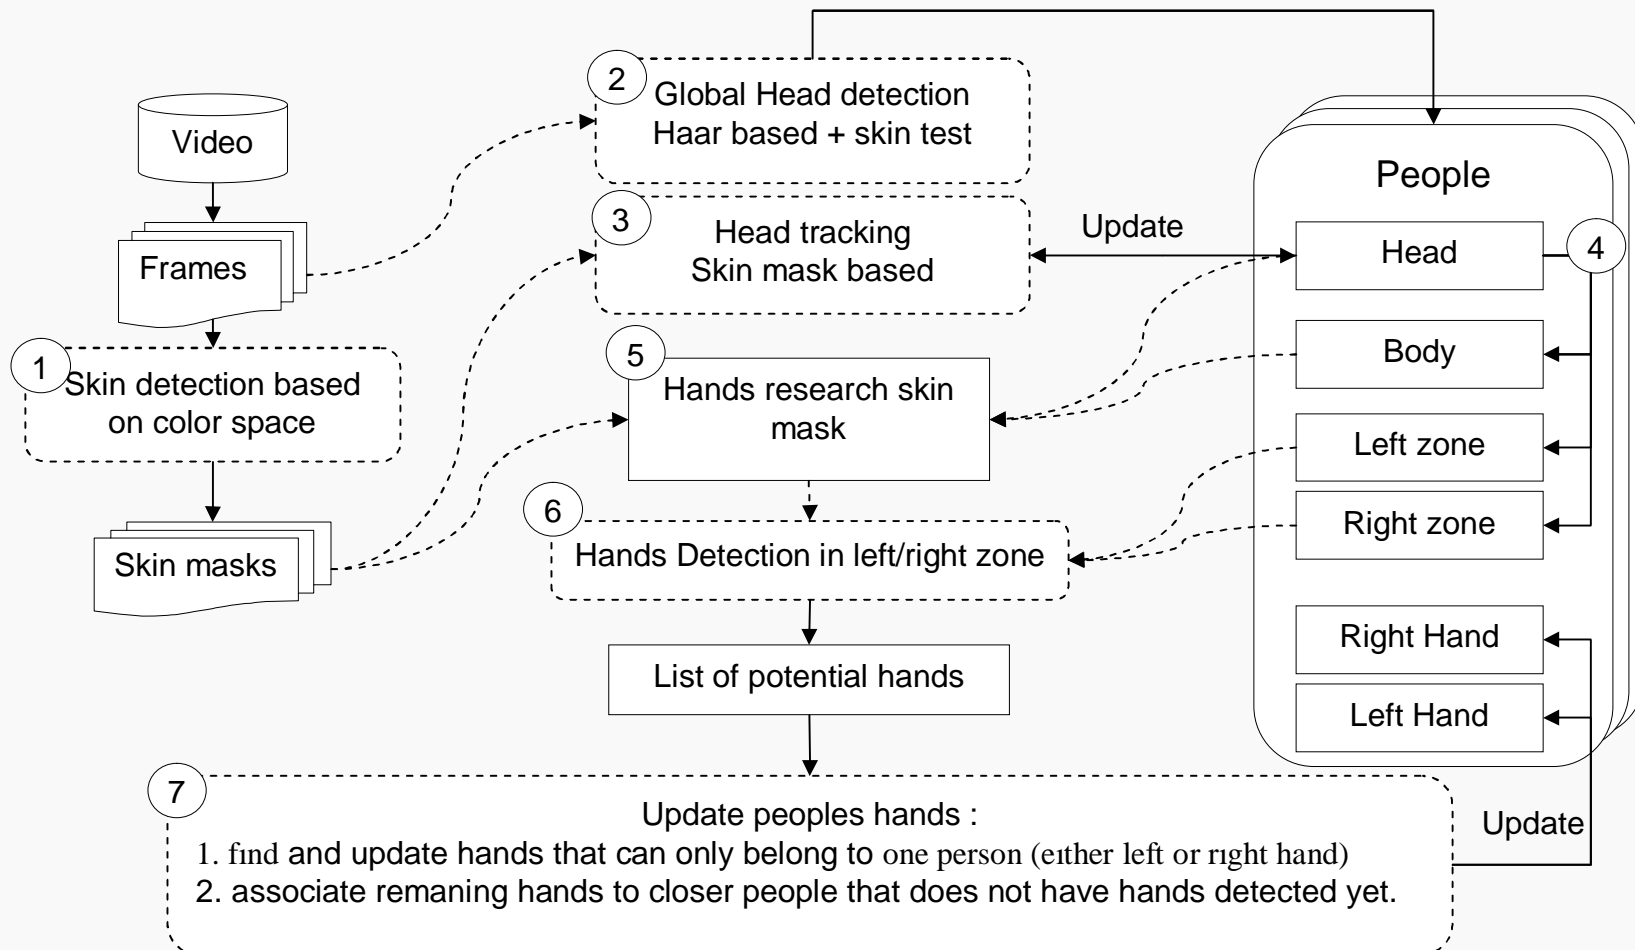 2
Global Head detection
Haar based + skin test
Video
People
3
Head tracking
Skin mask based
Update
Head
4
Frames
1
Skin detection based
on color space
5
Hands research skin
mask
Body
Left zone
Right zone
6
Hands Detection in left/right zone
Skin masks
Right Hand
List of potential hands
Left Hand
7
Update peoples hands :
1. find and update hands that can only belong to one person (either left or right hand)
2. associate remaning hands to closer people that does not have hands detected yet.
Update